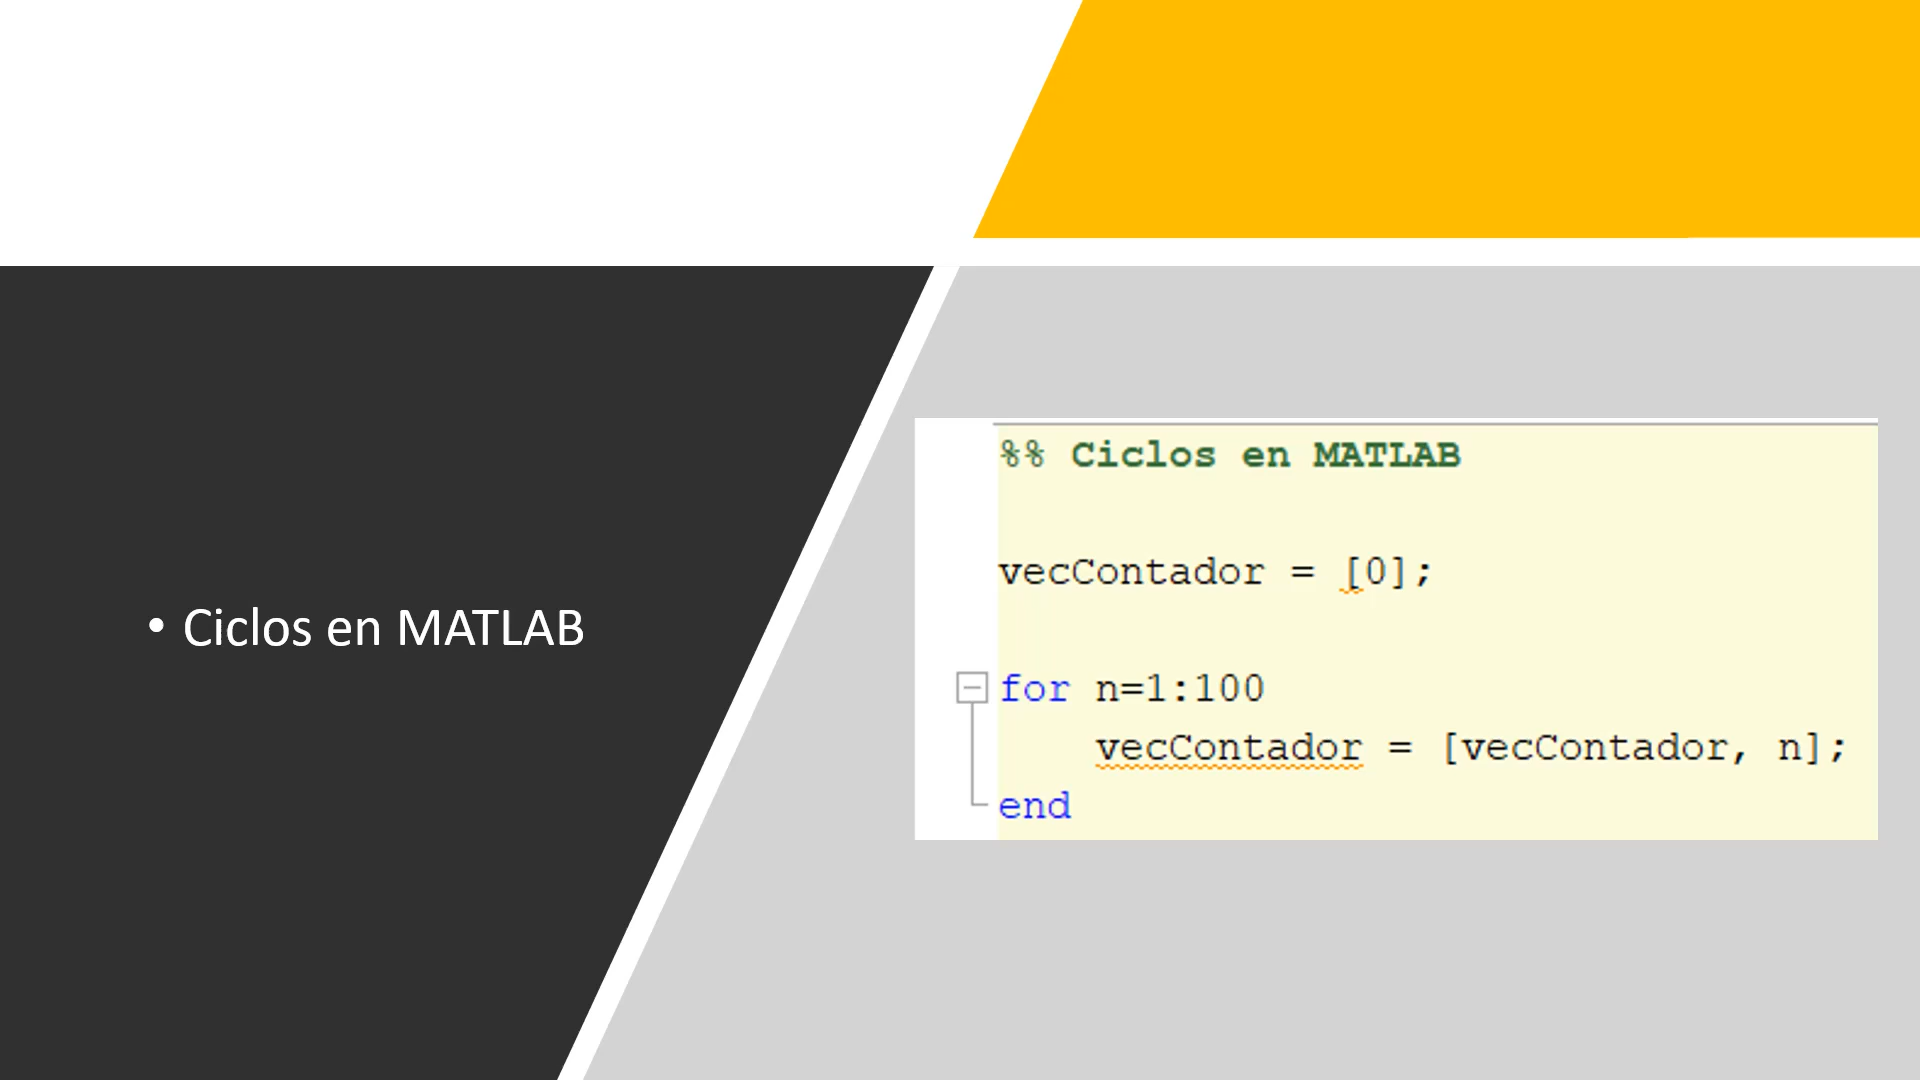 • Ciclos en MATLAB
%% Ciclos en MATLAB
vecContador = [0];
for n=1:100
    vecContador = [vecContador, n];
end